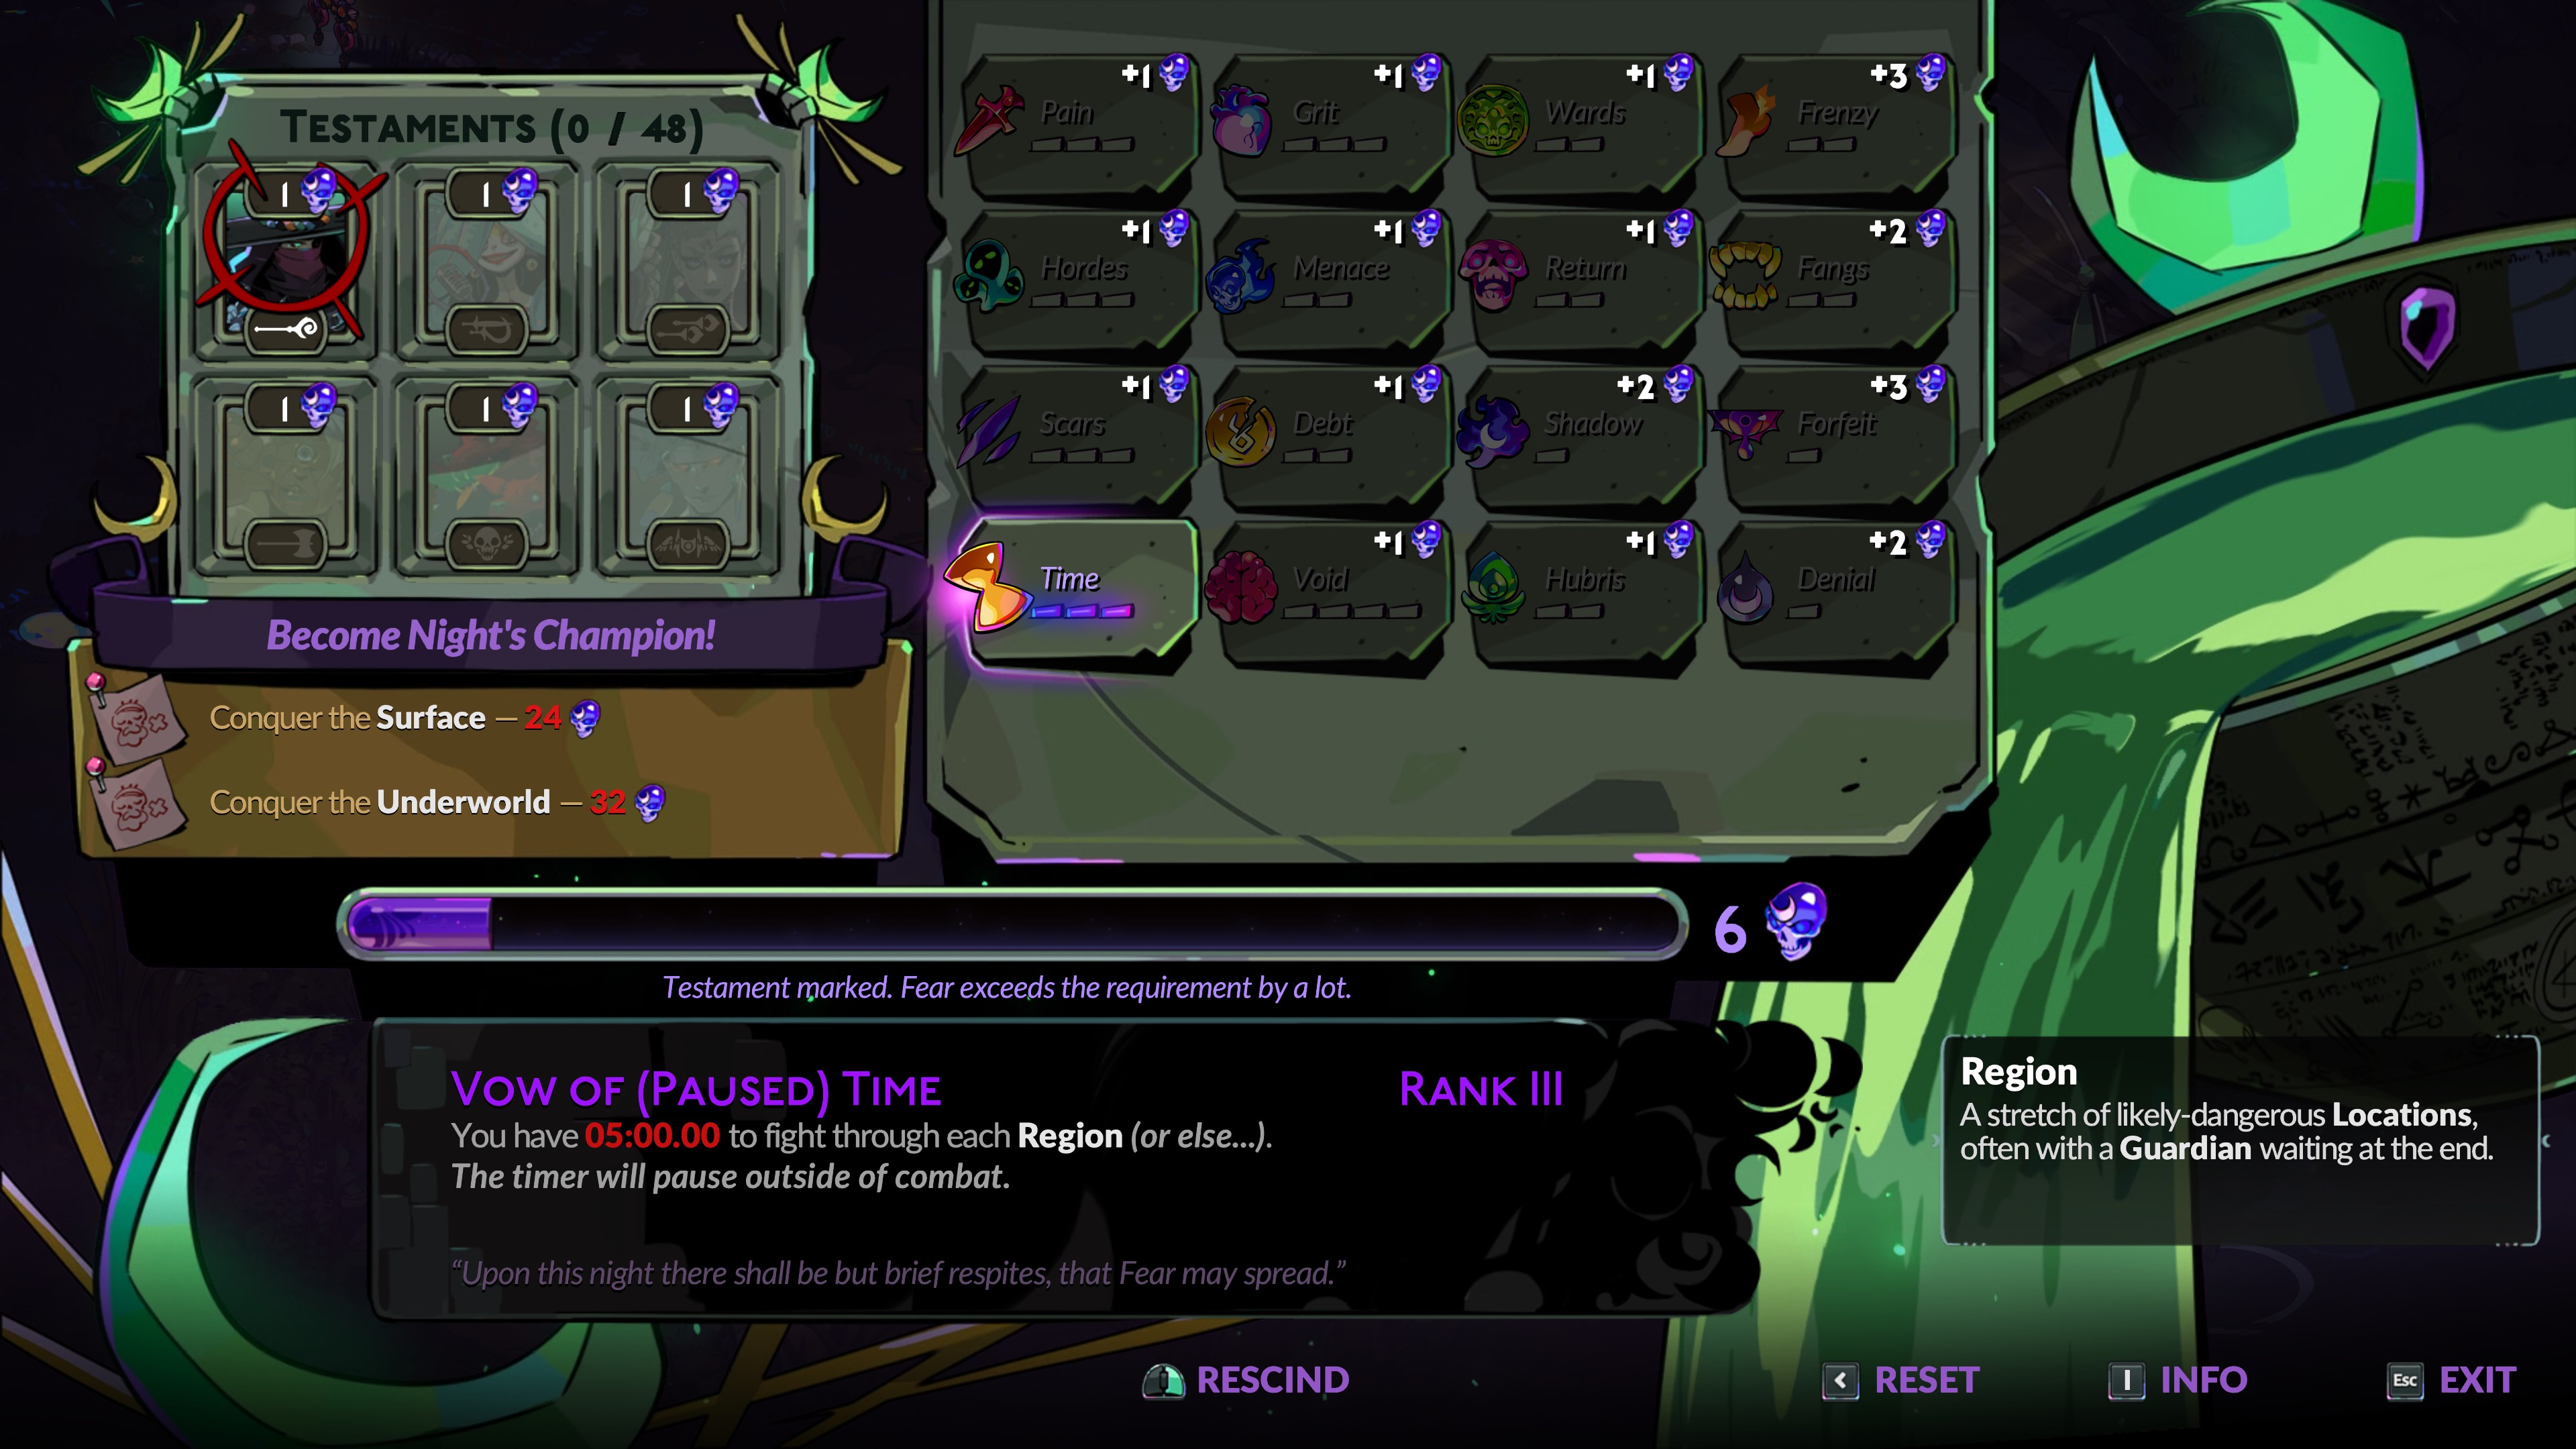 TESTAMENTS (0 / 48)
1
1
1
1
1
1
Become Night's Champion!
Conquer the Surface – 24
Conquer the Underworld – 32
+1
Pain
+1
Grit
+1
Wards
+3
Frenzy
+1
Hordes
+1
Menace
+1
Return
+2
Fangs
+1
Scars
+1
Debt
+2
Shadow
+3
Forfeit
Time
+1
Void
+1
Hubris
+2
Denial
6
Testament marked. Fear exceeds the requirement by a lot.
VOW OF (PAUSED) TIME
RANK III
You have 05:00.00 to fight through each Region (or else...).
The timer will pause outside of combat.
“Upon this night there shall be but brief respites, that Fear may spread.”
Region
A stretch of likely-dangerous Locations,
often with a Guardian waiting at the end.
RESCIND
< RESET
I INFO
Esc EXIT